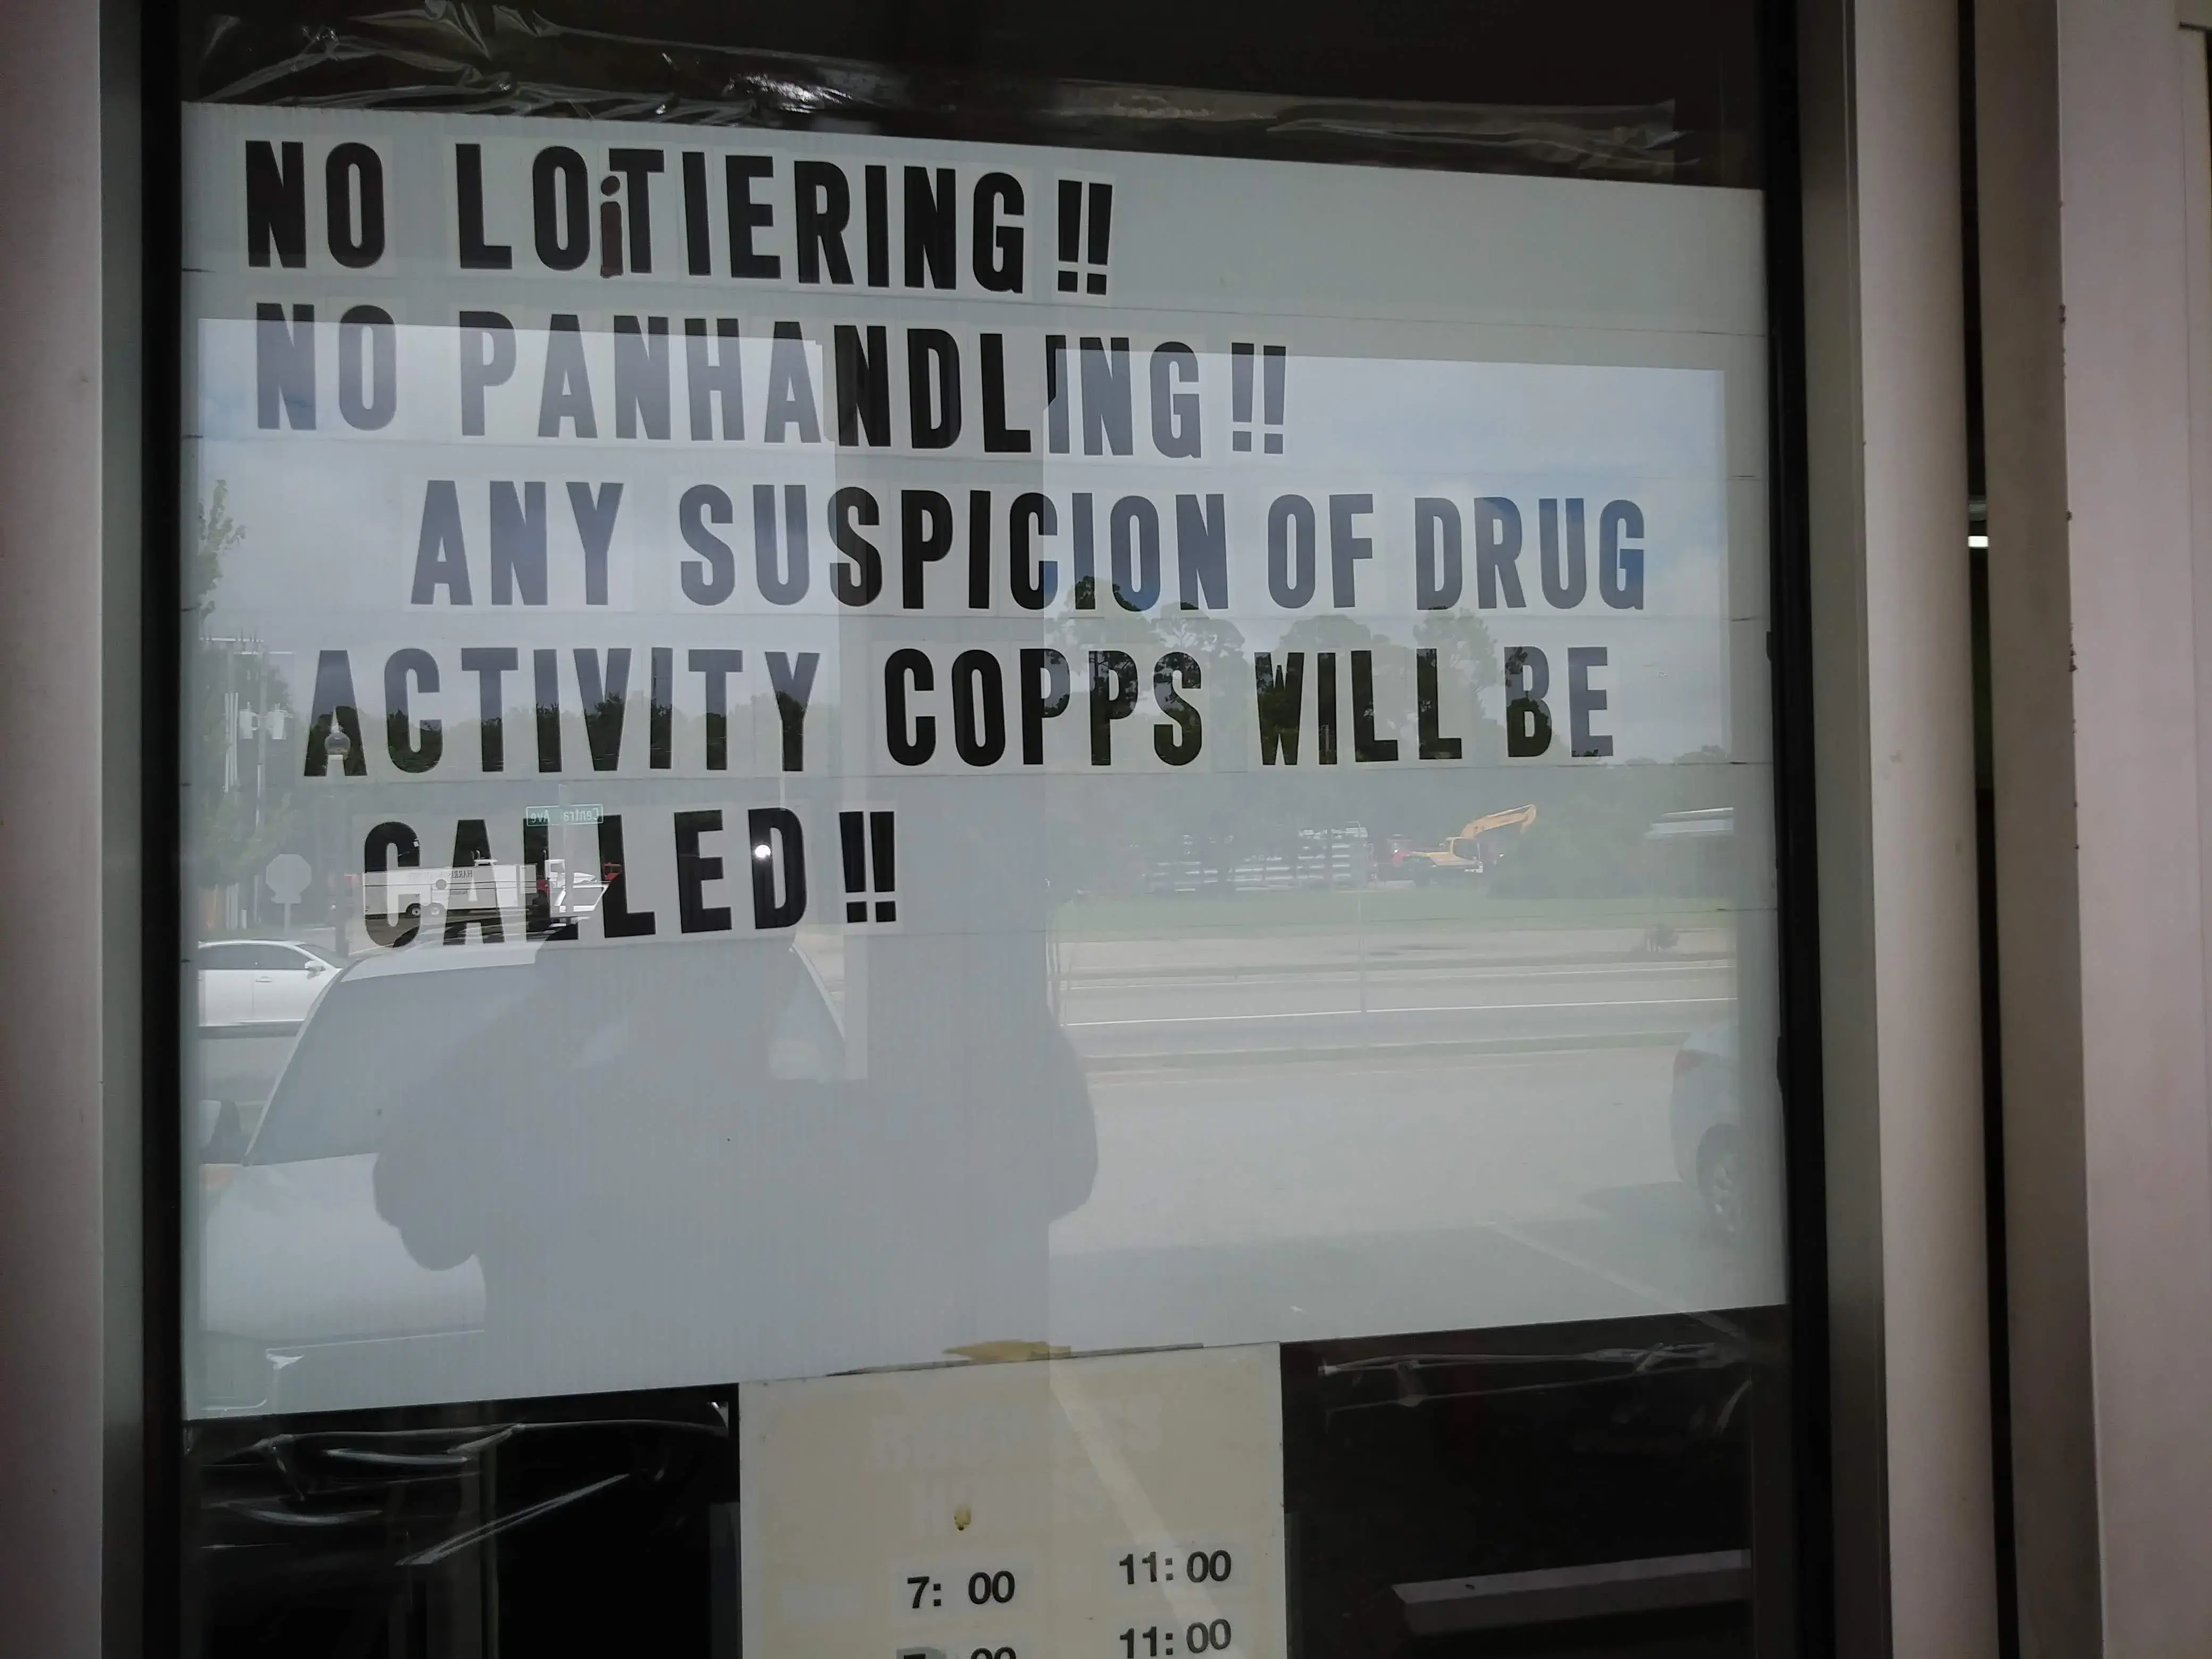 NO LOiTIERING!!
NO PANHANDLING!!
ANY SUSPICION OF DRUG
ACTIVITY COPPS WILL BE
CALLED!!
7: 00 11: 00
11: 00